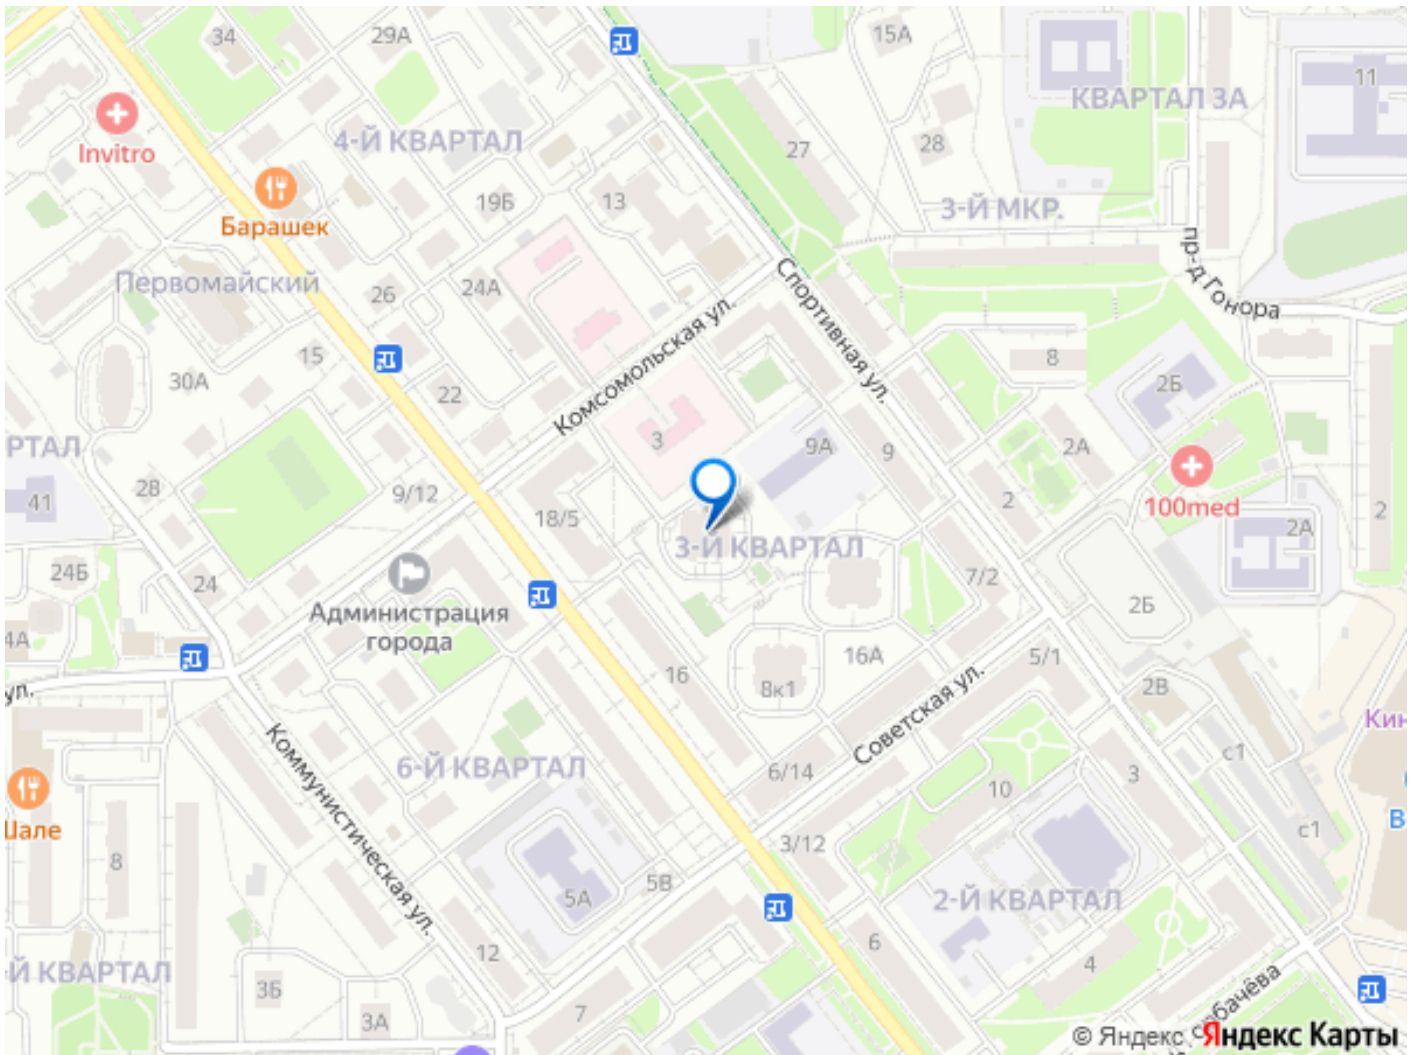 34
29А
15А
11
КВАРТАЛ 3А
Invitro
4-Й КВАРТАЛ
27
28
Барашек
19Б
13
3-Й МКР.
пр-д Гонора
Первомайский
26
24А
Спортивная ул.
Комсомольская ул.
15
30А
22
8
2Б
РТАЛ
3
9А
9
2А
41
28
9/12
18/5
2
100med
2
2А
3-Й КВАРТАЛ
24Б
24
Администрация
города
7/2
2Б
4А
16
16А
5/1
8к1
2В
ул.
Советская ул.
Кин
Коммунистическая ул.
6-Й КВАРТАЛ
6/14
10
3
с1
В
Шале
8
3/12
с1
5А
5В
2-Й КВАРТАЛ
12
6
4
-Й КВАРТАЛ
3Б
3А
7
бачёва
© Яндекс
Яндекс Карты